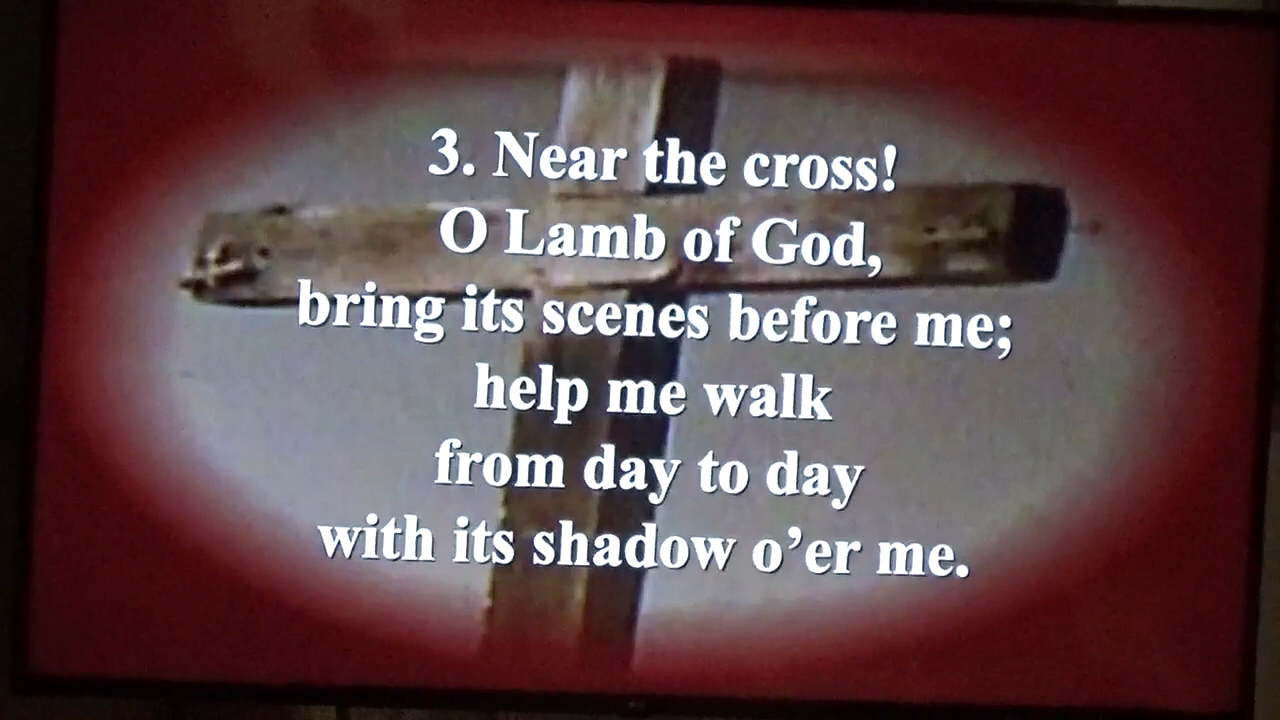 3. Near the cross!
O Lamb of God,
bring its scenes before me;
help me walk
from day to day
with its shadow o’er me.